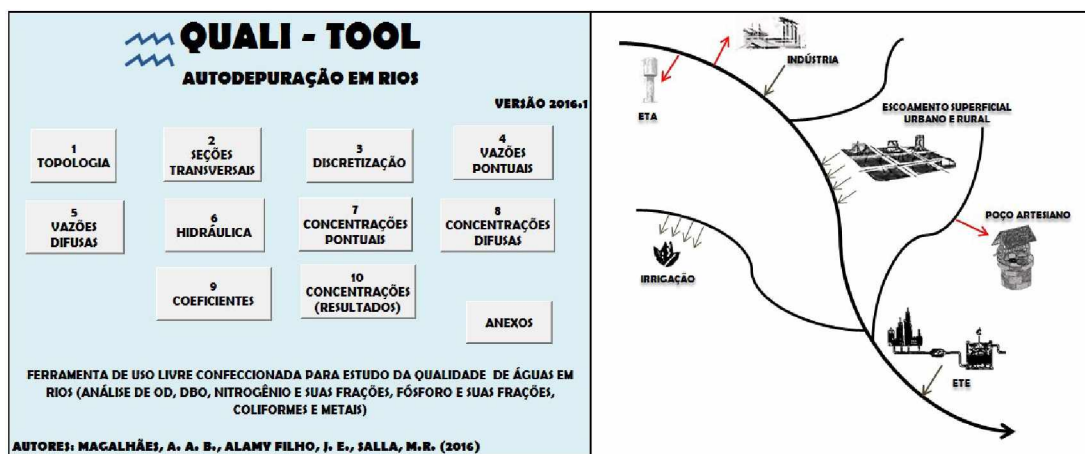 QUALI - TOOL
AUTODEPURAÇÃO EM RIOS
VERSÃO 2016.1
1
TOPOLOGIA
2
SEÇÕES
TRANSVERSAIS
3
DISCRETIZAÇÃO
4
VAZÕES
PONTUAIS
5
VAZÕES
DIFUSAS
6
HIDRÁULICA
7
CONCENTRAÇÕES
PONTUAIS
8
CONCENTRAÇÕES
DIFUSAS
9
COEFICIENTES
10
CONCENTRAÇÕES
(RESULTADOS)
ANEXOS
FERRAMENTA DE USO LIVRE CONFECCIONADA PARA ESTUDO DA QUALIDADE DE ÁGUAS EM
RIOS (ANÁLISE DE OD, DBO, NITROGÊNIO E SUAS FRAÇÕES, FÓSFORO E SUAS FRAÇÕES,
COLIFORMES E METAIS)
AUTORES: MAGALHÃES, A. A. B., ALAMY FILHO, J. E., SALLA, M.R. (2016)
INDÚSTRIA
ETA
ESCOAMENTO SUPERFICIAL
URBANO E RURAL
POÇO ARTESIANO
IRRIGAÇÃO
ETE